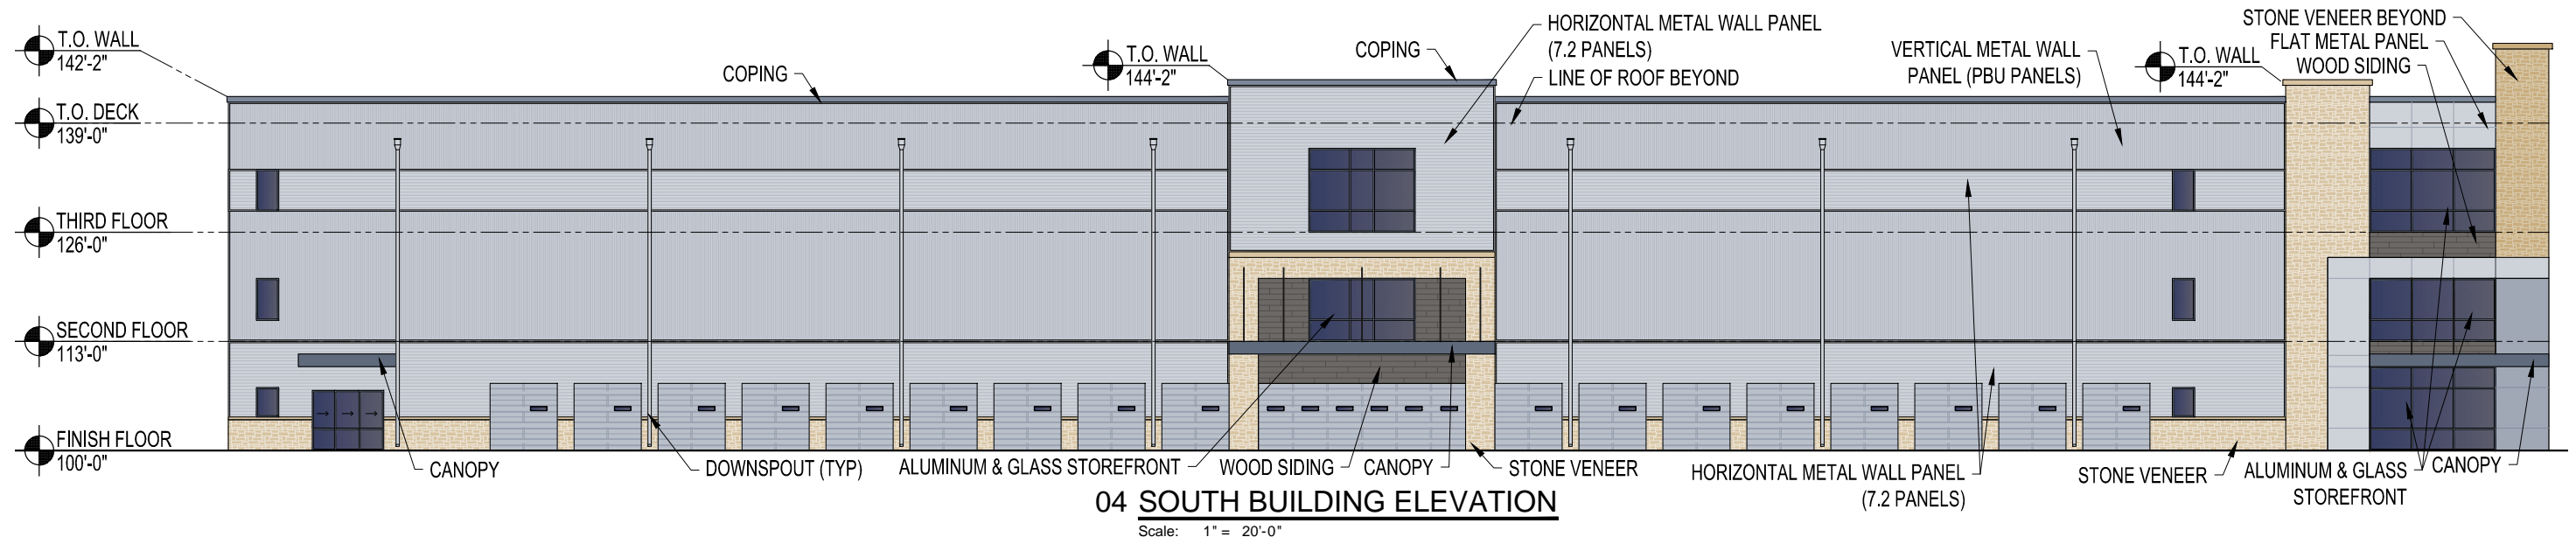 T.O. WALL
142'-2"
T.O. DECK
139'-0"
THIRD FLOOR
126'-0"
SECOND FLOOR
113'-0"
FINISH FLOOR
100'-0"
COPING
T.O. WALL
144'-2"
COPING
HORIZONTAL METAL WALL PANEL
(7.2 PANELS)
LINE OF ROOF BEYOND
VERTICAL METAL WALL
PANEL (PBU PANELS)
T.O. WALL
144'-2"
STONE VENEER BEYOND
FLAT METAL PANEL
WOOD SIDING
CANOPY
DOWNSPOUT (TYP)
ALUMINUM & GLASS STOREFRONT
WOOD SIDING
CANOPY
STONE VENEER
HORIZONTAL METAL WALL PANEL
(7.2 PANELS)
STONE VENEER
ALUMINUM & GLASS
STOREFRONT
CANOPY
04 SOUTH BUILDING ELEVATION
Scale: 1" = 20'-0"